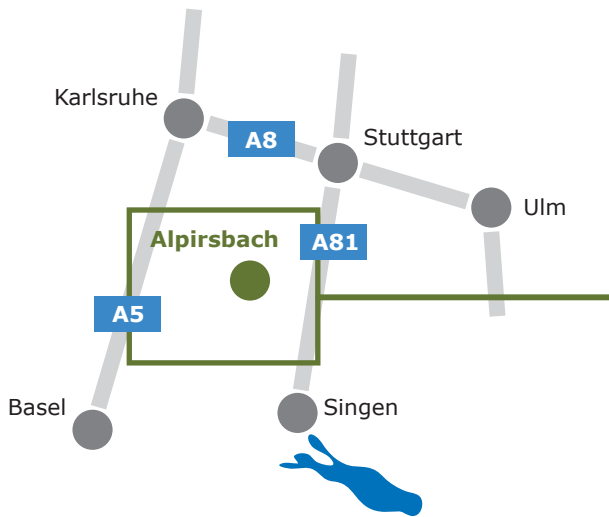 Karlsruhe
A8
Stuttgart
Ulm
Alpirsbach
A81
A5
Basel
Singen